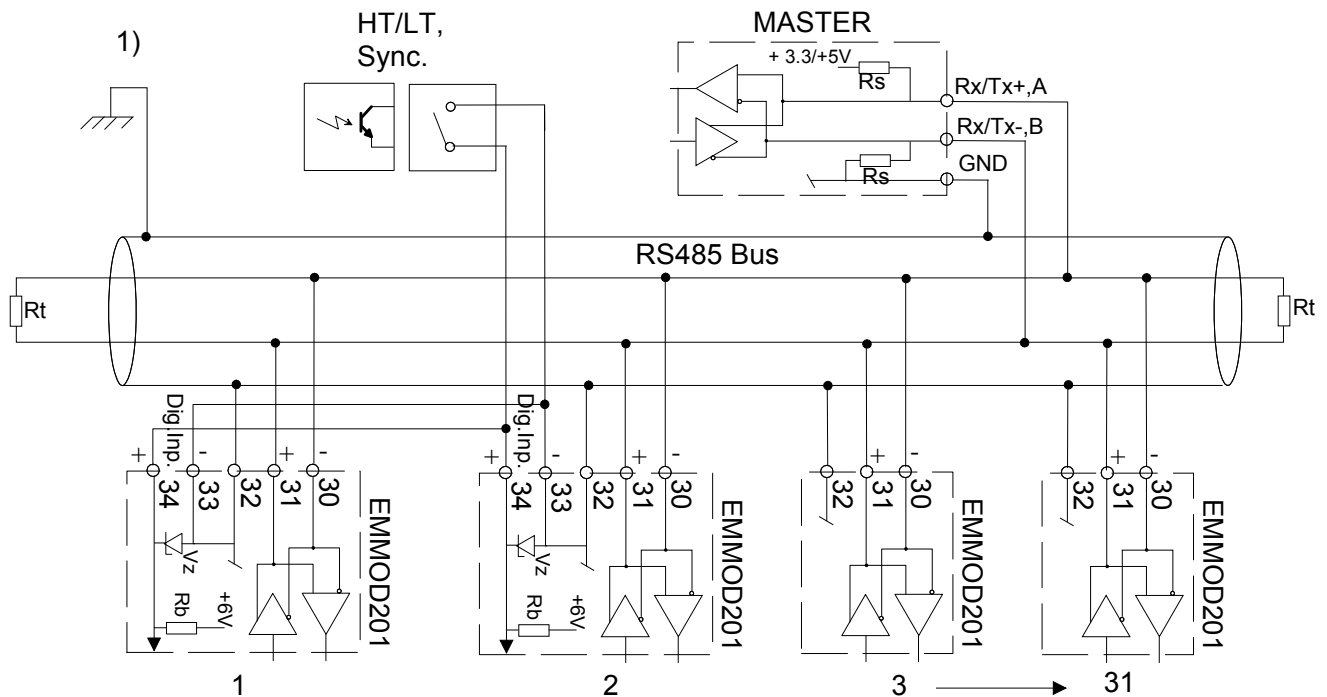 1)
HT/LT,
Sync.
MASTER
+ 3.3/+5V
Rs
Rx/Tx+,A
Rx/Tx-,B
GND
Rs
RS485 Bus
Rt
Rt
Dig.Inp.
+ - + -
34 33 32 31 30
Vz
Rb
+6V
EMMOD201
1
Dig.Inp.
+ - + -
34 33 32 31 30
Vz
Rb
+6V
EMMOD201
2
+ -
32 31 30
EMMOD201
3
+ -
32 31 30
EMMOD201
31